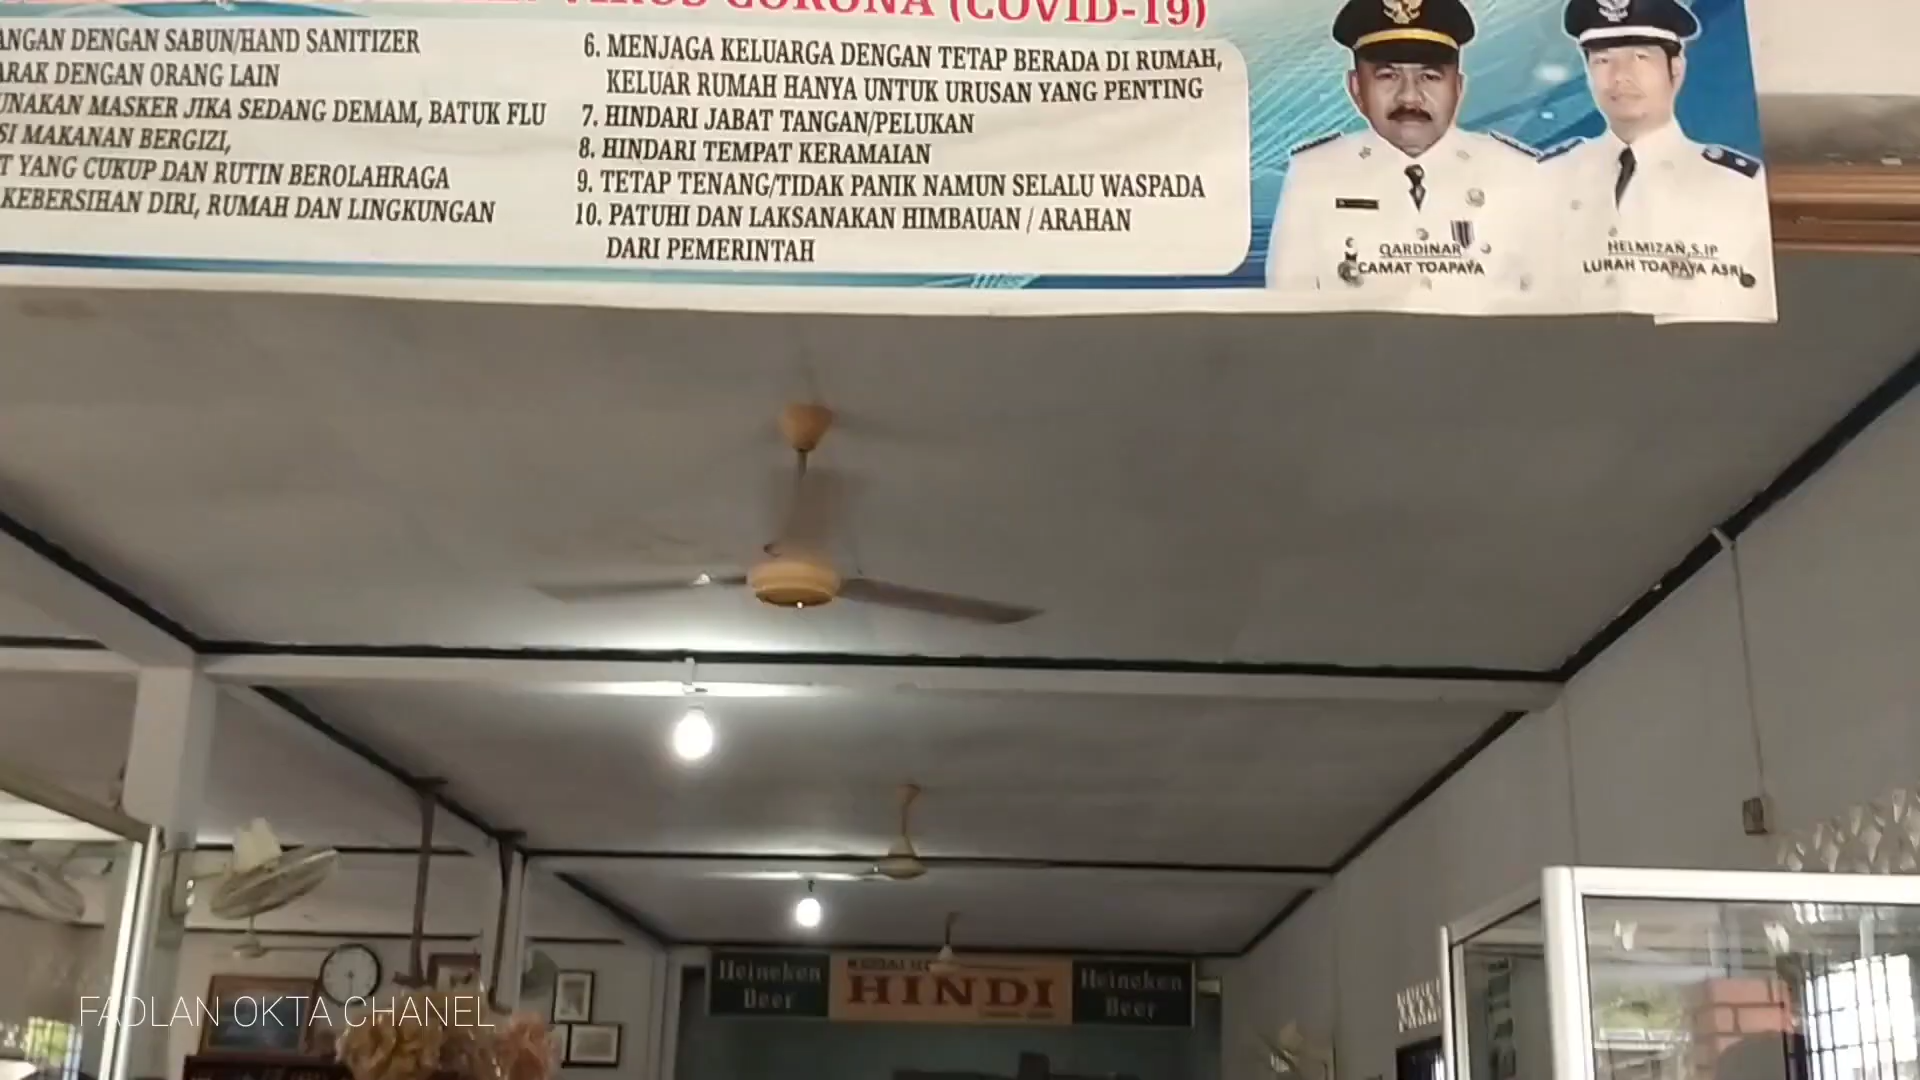 VIRUS CORONA (COVID-19)
ANGAN DENGAN SABUN/HAND SANITIZER
ARAK DENGAN ORANG LAIN
UNAKAN MASKER JIKA SEDANG DEMAM, BATUK FLU
SI MAKANAN BERGIZI,
T YANG CUKUP DAN RUTIN BEROLAHRAGA
KEBERSIHAN DIRI, RUMAH DAN LINGKUNGAN
6. MENJAGA KELUARGA DENGAN TETAP BERADA DI RUMAH,
KELUAR RUMAH HANYA UNTUK URUSAN YANG PENTING
7. HINDARI JABAT TANGAN/PELUKAN
8. HINDARI TEMPAT KERAMAIAN
9. TETAP TENANG/TIDAK PANIK NAMUN SELALU WASPADA
10. PATUHI DAN LAKSANAKAN HIMBAUAN / ARAHAN
DARI PEMERINTAH
QARDINAR
CAMAT TOAPAYA
HELMIZAN,S.IP
LURAH TOAPAYA ASRI
Heineken
Beer
HINDI
Heineken
Beer
FADLAN OKTA CHANEL